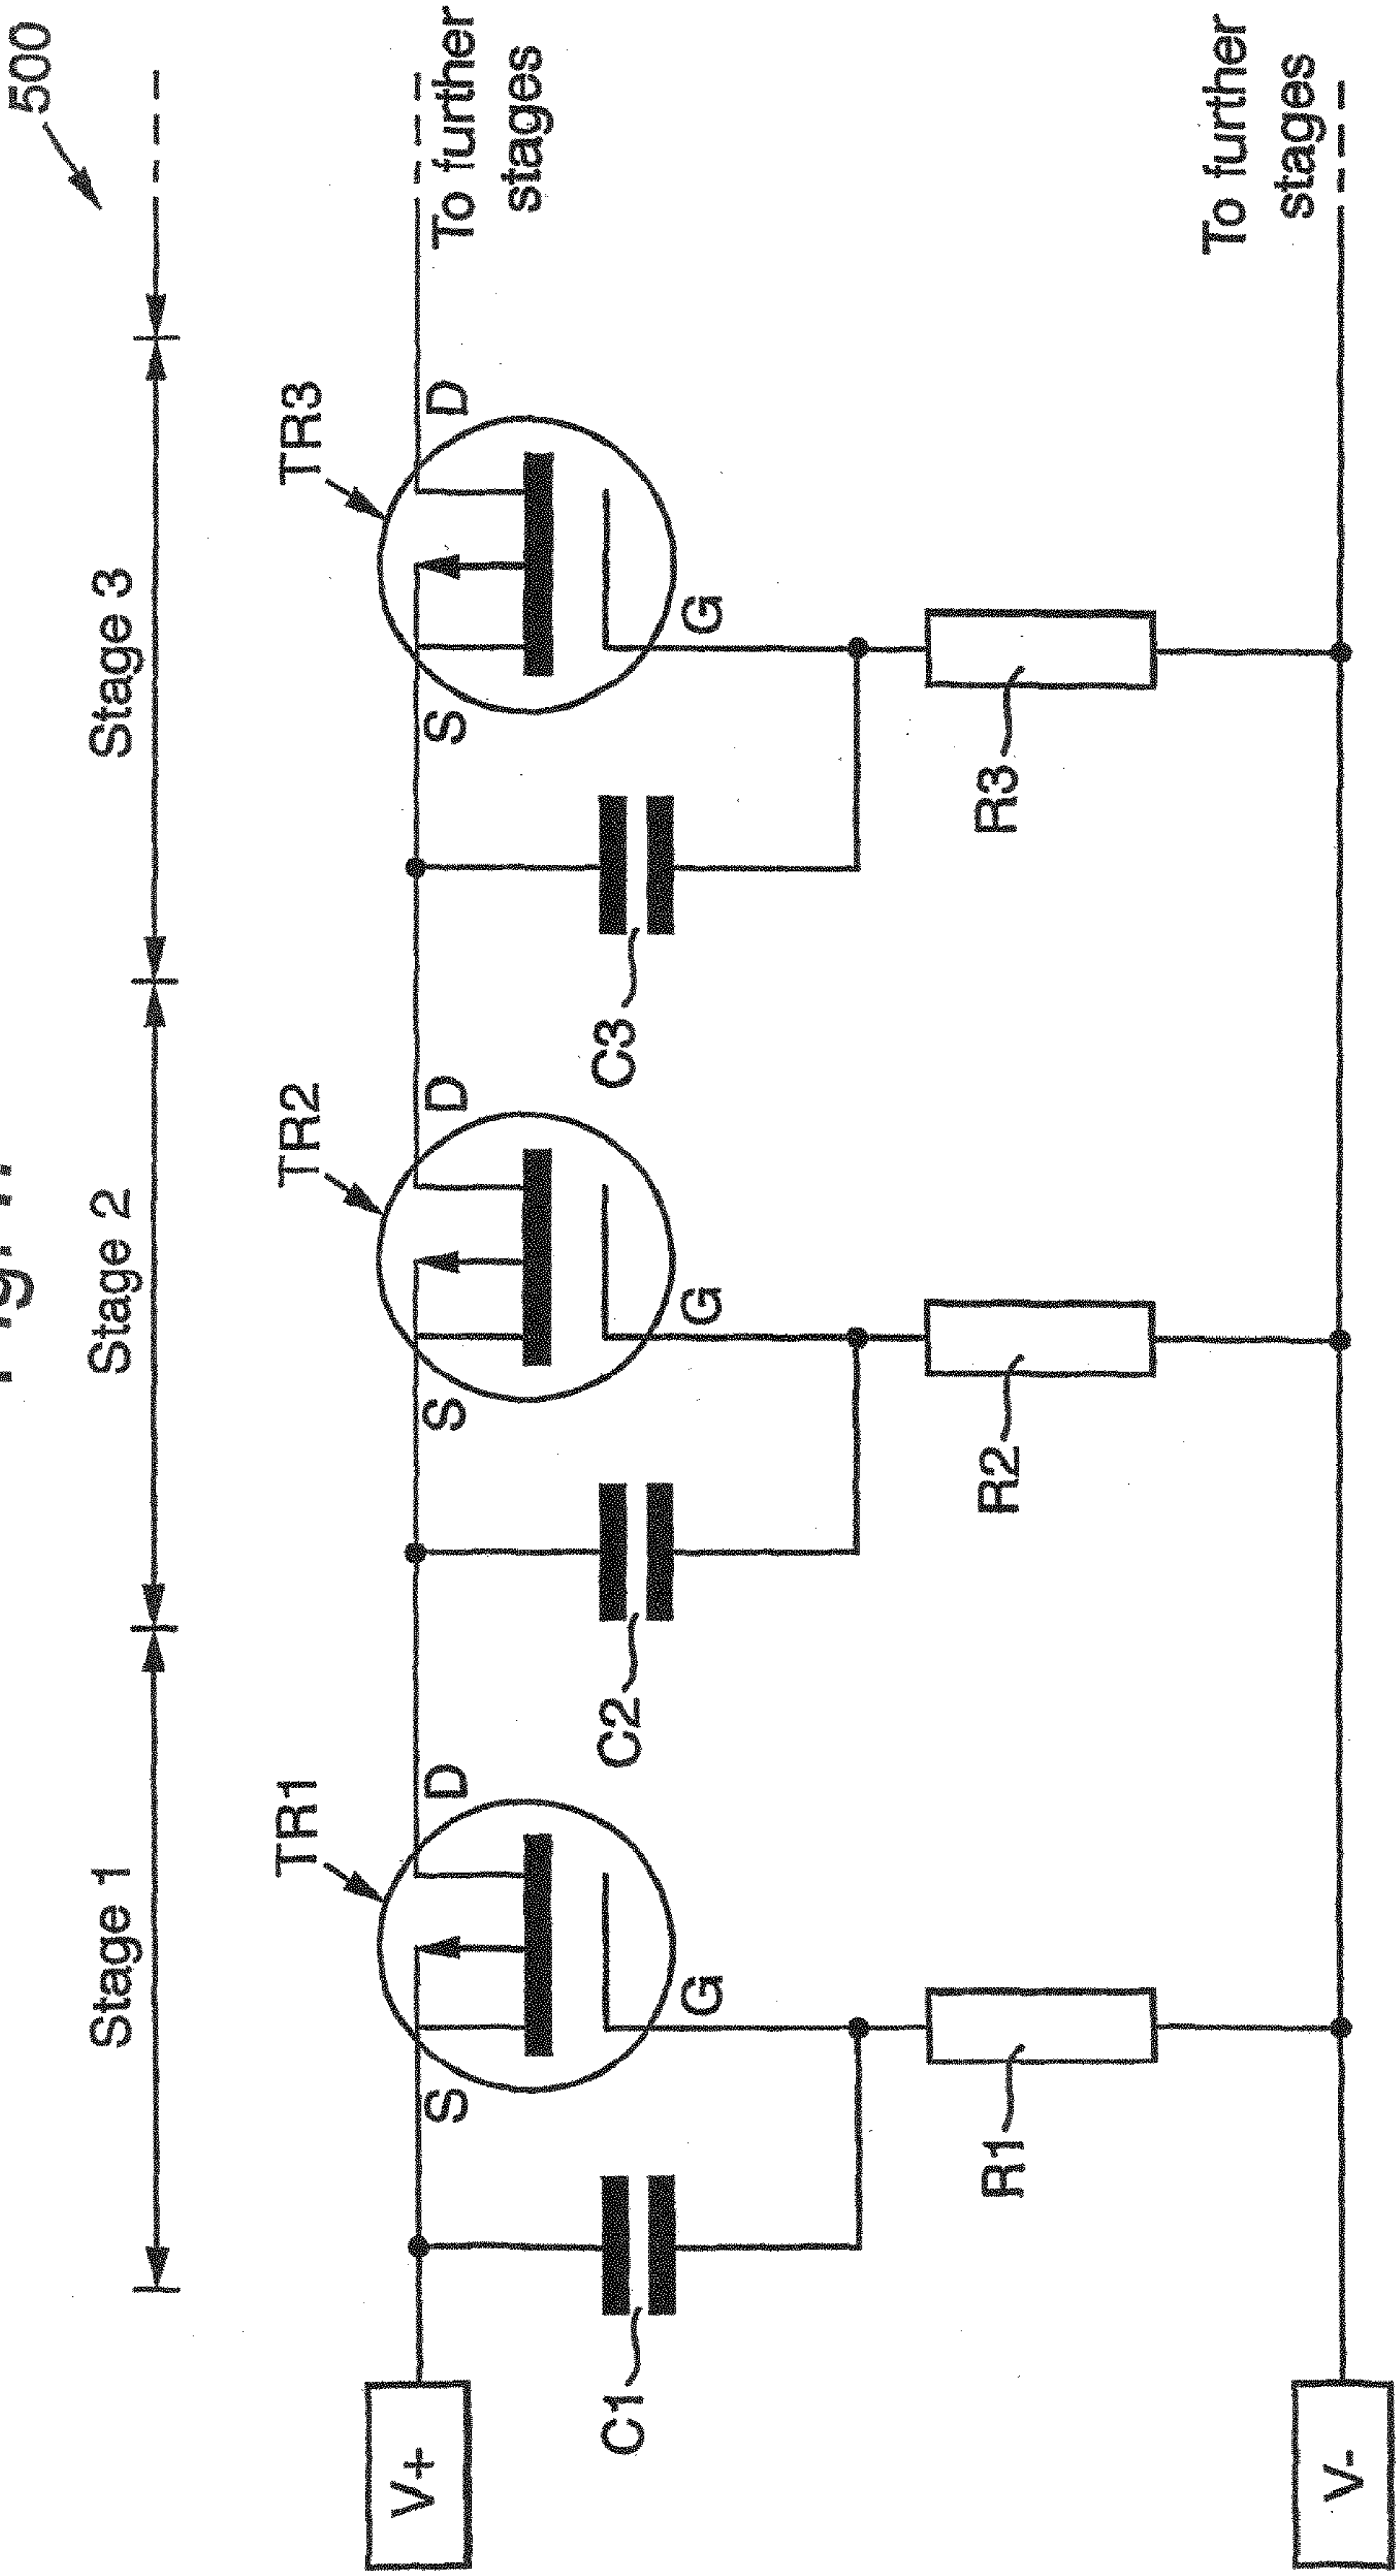 500
Stage 1
Stage 2
Stage 3
TR1
TR2
TR3
V+
S
D
S
D
S
D
To further
stages
C1
G
C2
G
C3
G
R1
R2
R3
V-
To further
stages